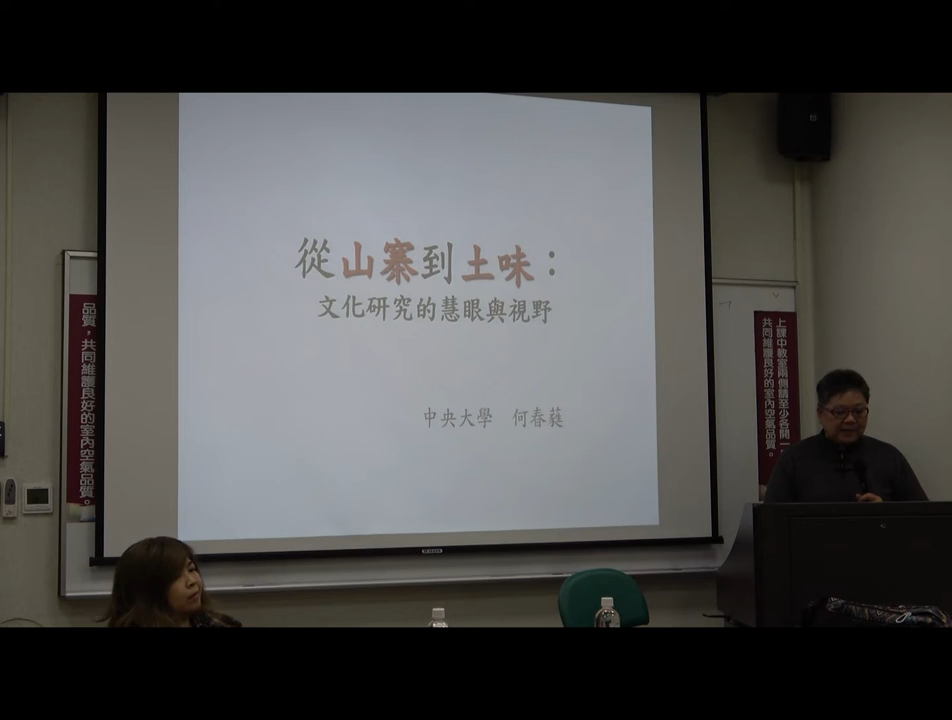 從山寨到土味：
文化研究的慧眼與視野
中央大學 何春蕤
品質，共同維護良好的室內空氣品質。
上課中教室兩側請至少各開一
共同維護良好的室內空氣品質。